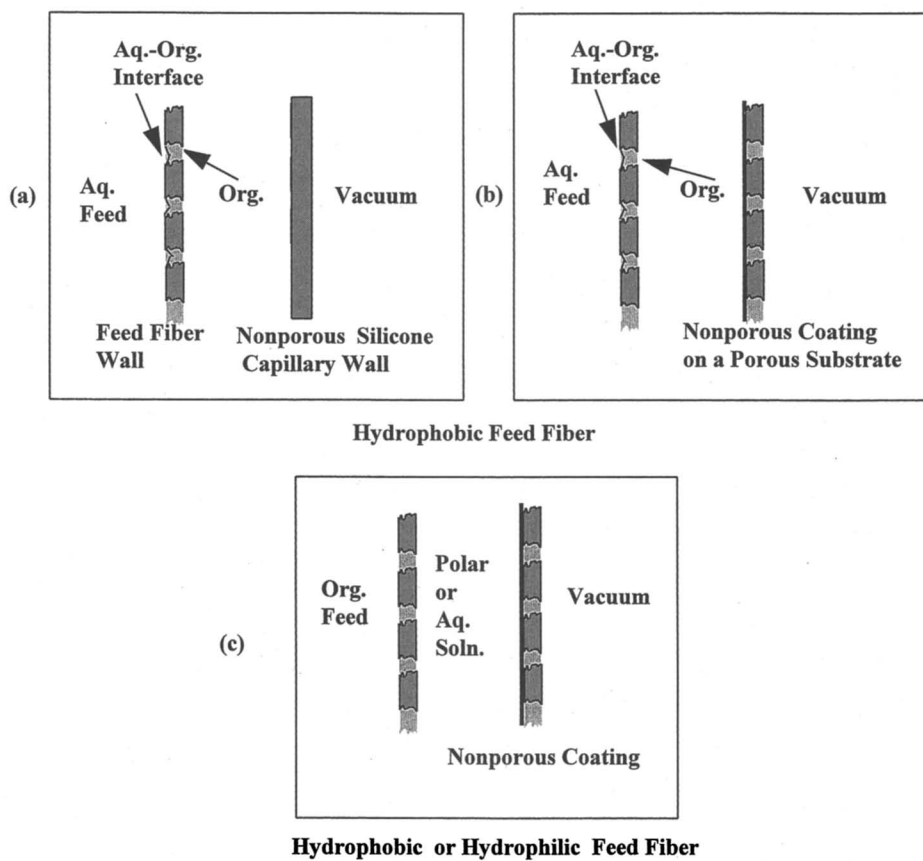 Aq.-Org.
Interface
(a)
Aq.
Feed
Org.
Vacuum
Feed Fiber
Wall
Nonporous Silicone
Capillary Wall
Aq.-Org.
Interface
(b)
Aq.
Feed
Org.
Vacuum
Nonporous Coating
on a Porous Substrate
Hydrophobic Feed Fiber
(c)
Org.
Feed
Polar
or
Aq.
Soln.
Vacuum
Nonporous Coating
Hydrophobic or Hydrophilic Feed Fiber